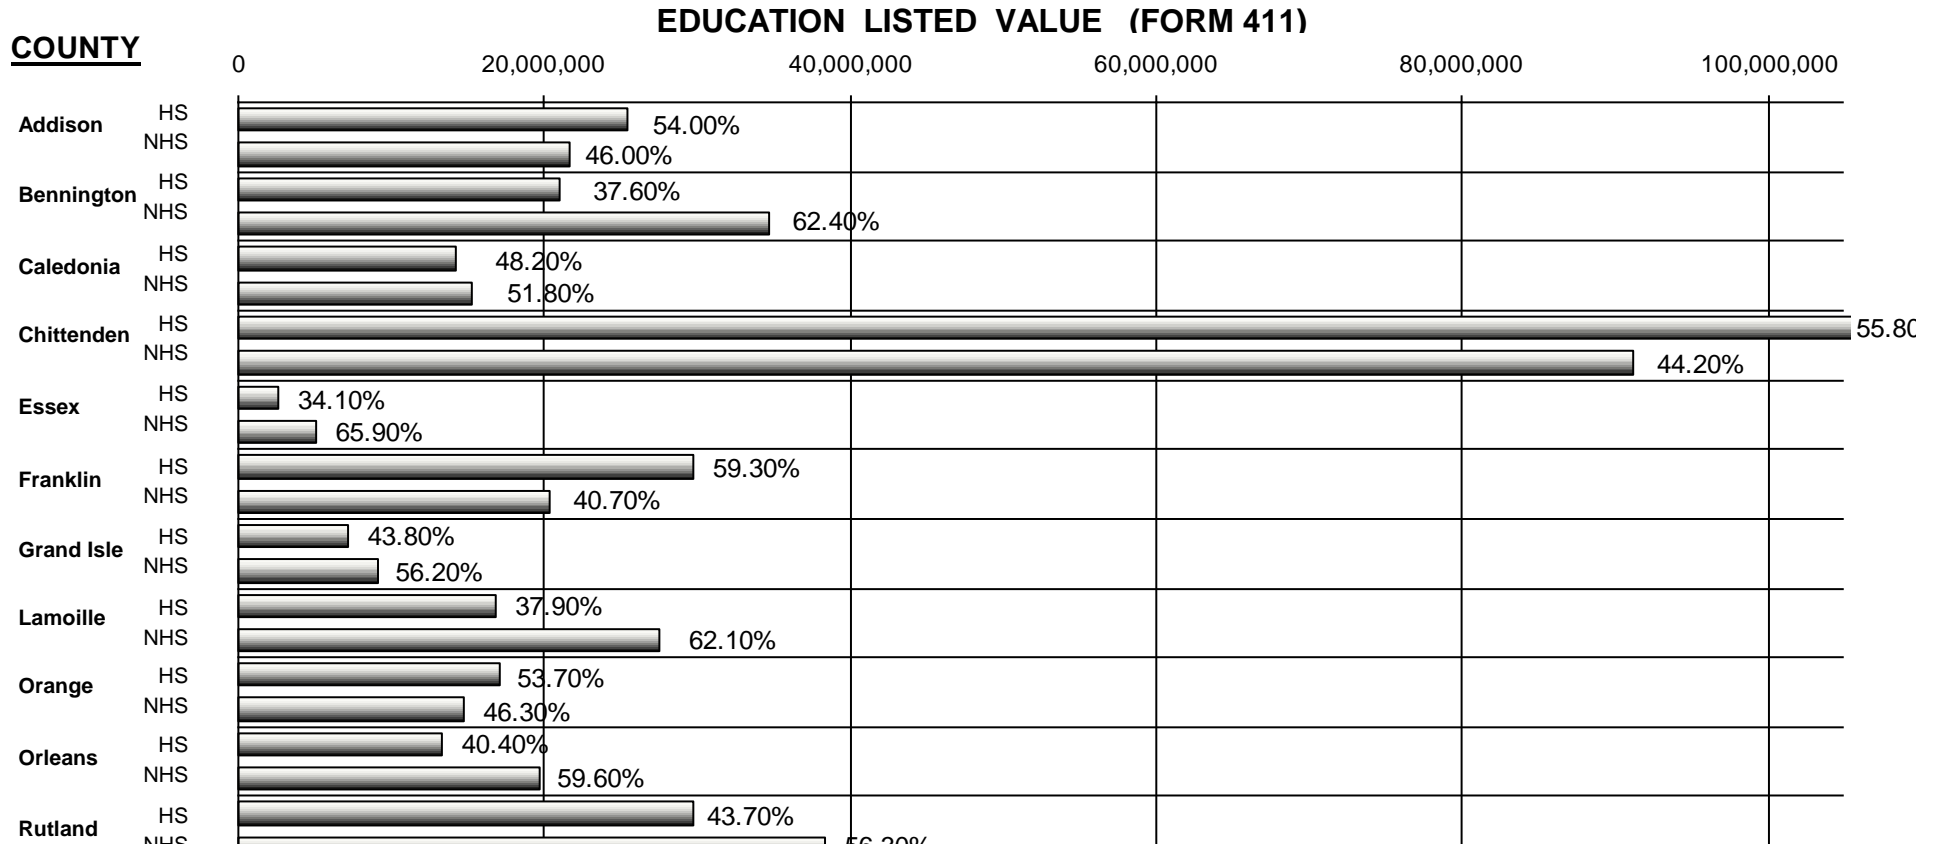 EDUCATION LISTED VALUE (FORM 411)
COUNTY
0 20,000,000 40,000,000 60,000,000 80,000,000 100,000,000
Addison HS 54.00%
NHS 46.00%
Bennington HS 37.60%
NHS 62.40%
Caledonia HS 48.20%
NHS 51.80%
Chittenden HS 55.80
NHS 44.20%
Essex HS 34.10%
NHS 65.90%
Franklin HS 59.30%
NHS 40.70%
Grand Isle HS 43.80%
NHS 56.20%
Lamoille HS 37.90%
NHS 62.10%
Orange HS 53.70%
NHS 46.30%
Orleans HS 40.40%
NHS 59.60%
Rutland HS 43.70%
NHS